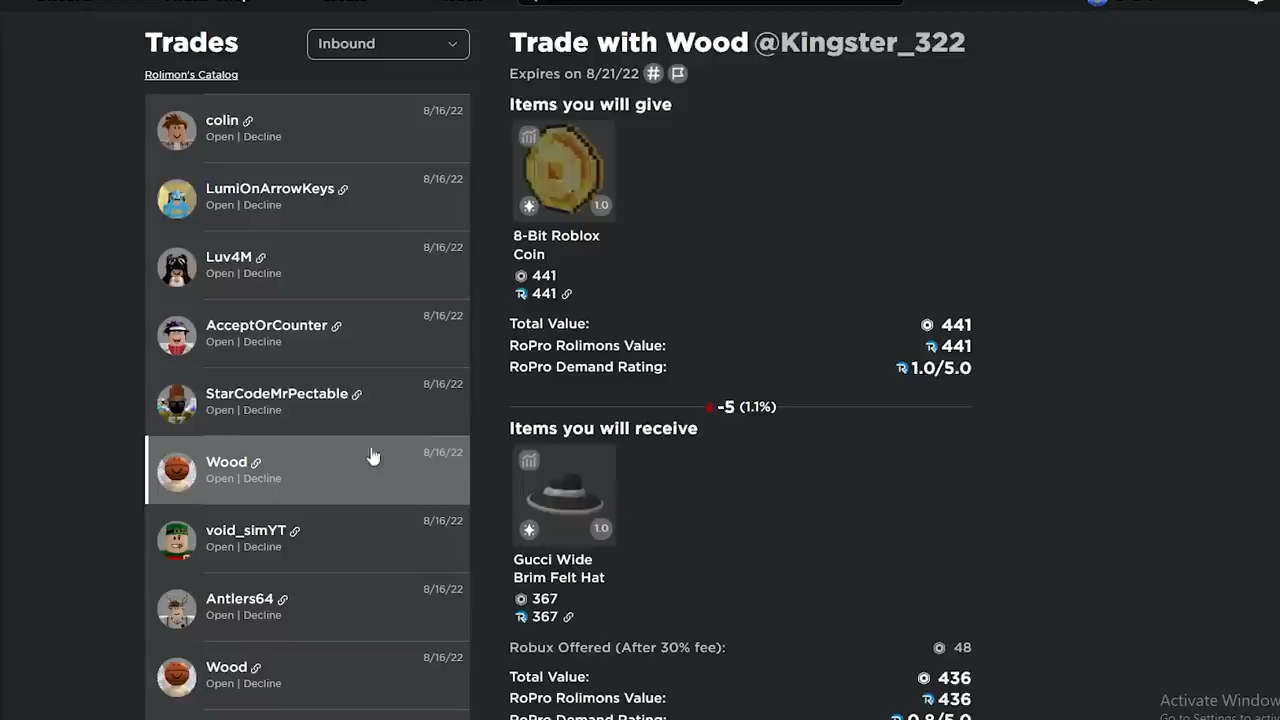 Trades
Inbound
Rolimon's Catalog
colin
8/16/22
Open | Decline
LumiOnArrowKeys
8/16/22
Open | Decline
Luv4M
8/16/22
Open | Decline
AcceptOrCounter
8/16/22
Open | Decline
StarCodeMrPectable
8/16/22
Open | Decline
Wood
8/16/22
Open | Decline
void_simYT
8/16/22
Open | Decline
Antlers64
8/16/22
Open | Decline
Wood
8/16/22
Open | Decline
Trade with Wood @Kingster_322
Expires on 8/21/22 #
Items you will give
1.0
8-Bit Roblox
Coin
441
441
Total Value: 441
RoPro Rolimons Value: 441
RoPro Demand Rating: 1.0/5.0
-5 (1.1%)
Items you will receive
1.0
Gucci Wide
Brim Felt Hat
367
367
Robux Offered (After 30% fee): 48
Total Value: 436
RoPro Rolimons Value: 436
RoPro Demand Rating: 0.8/5.0
Activate Window
Go to Settings to activ